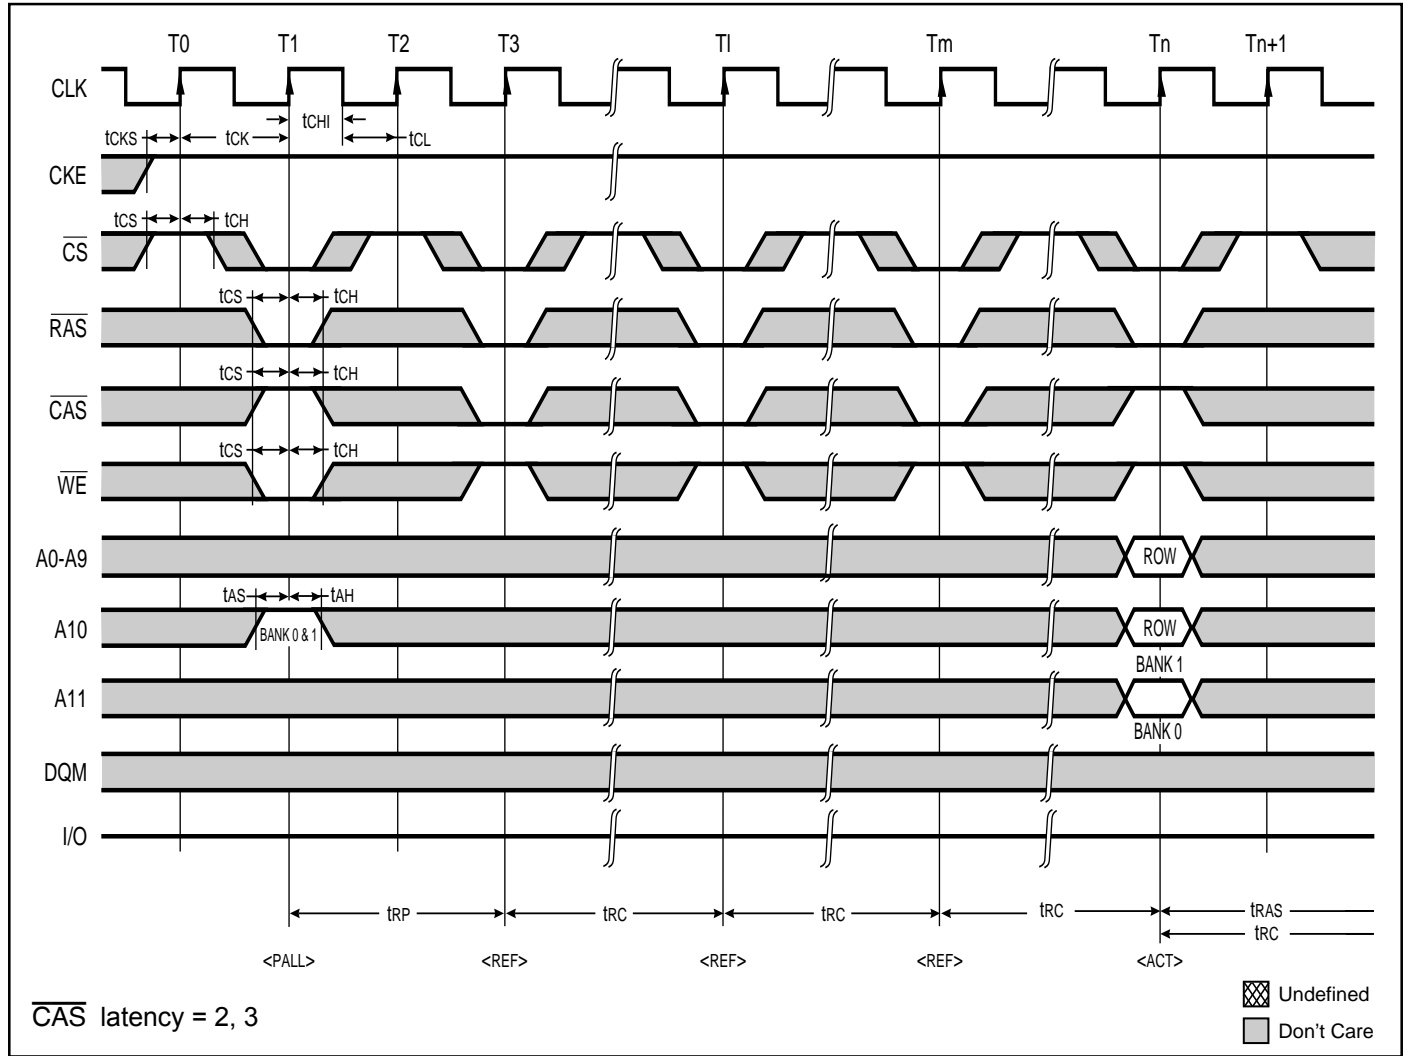 T0 T1 T2 T3 Tl Tm Tn Tn+1
CLK
tCHI
tCKS tCK tCL
CKE
tCS tCH
CS
tCS tCH
RAS
tCS tCH
CAS
tCS tCH
WE
A0-A9 ROW
tAS tAH
A10 BANK 0 & 1 ROW
BANK 1
A11
BANK 0
DQM
I/O
tRP tRC tRC tRC tRAS
tRC
<PALL> <REF> <REF> <REF> <ACT>
Undefined
CAS latency = 2, 3
Don't Care